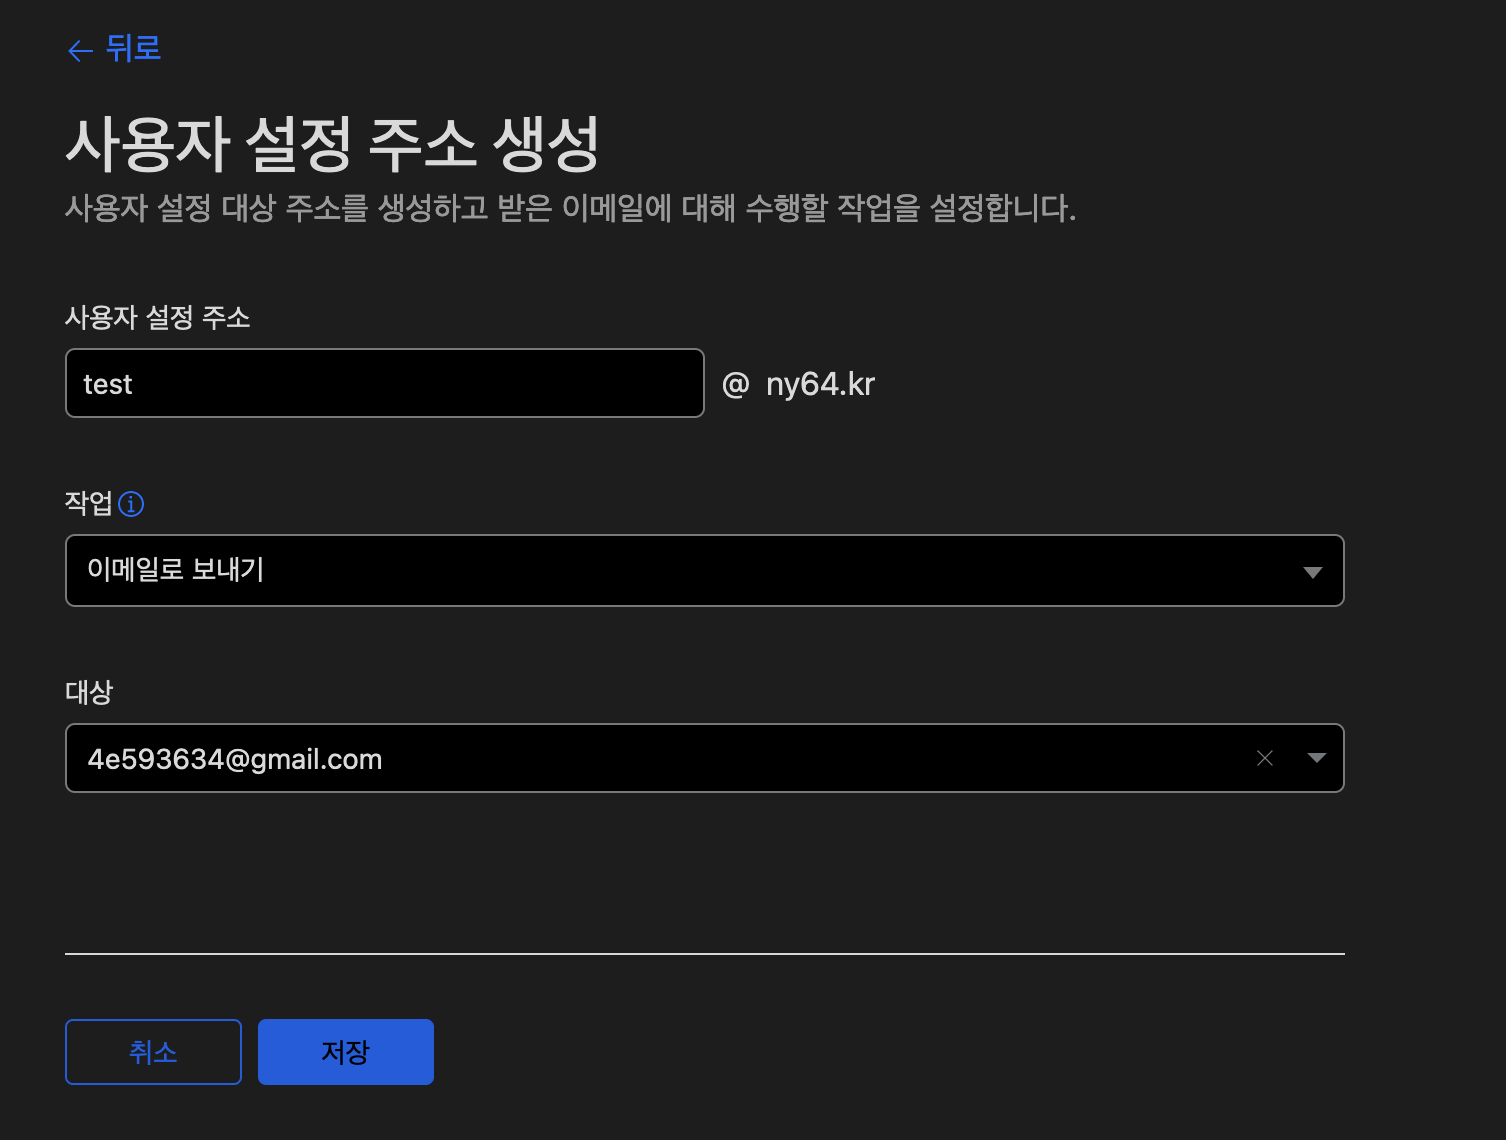 ← 뒤로
사용자 설정 주소 생성
사용자 설정 대상 주소를 생성하고 받은 이메일에 대해 수행할 작업을 설정합니다.
사용자 설정 주소
test @ ny64.kr
작업
이메일로 보내기
대상
4e593634@gmail.com
취소 저장